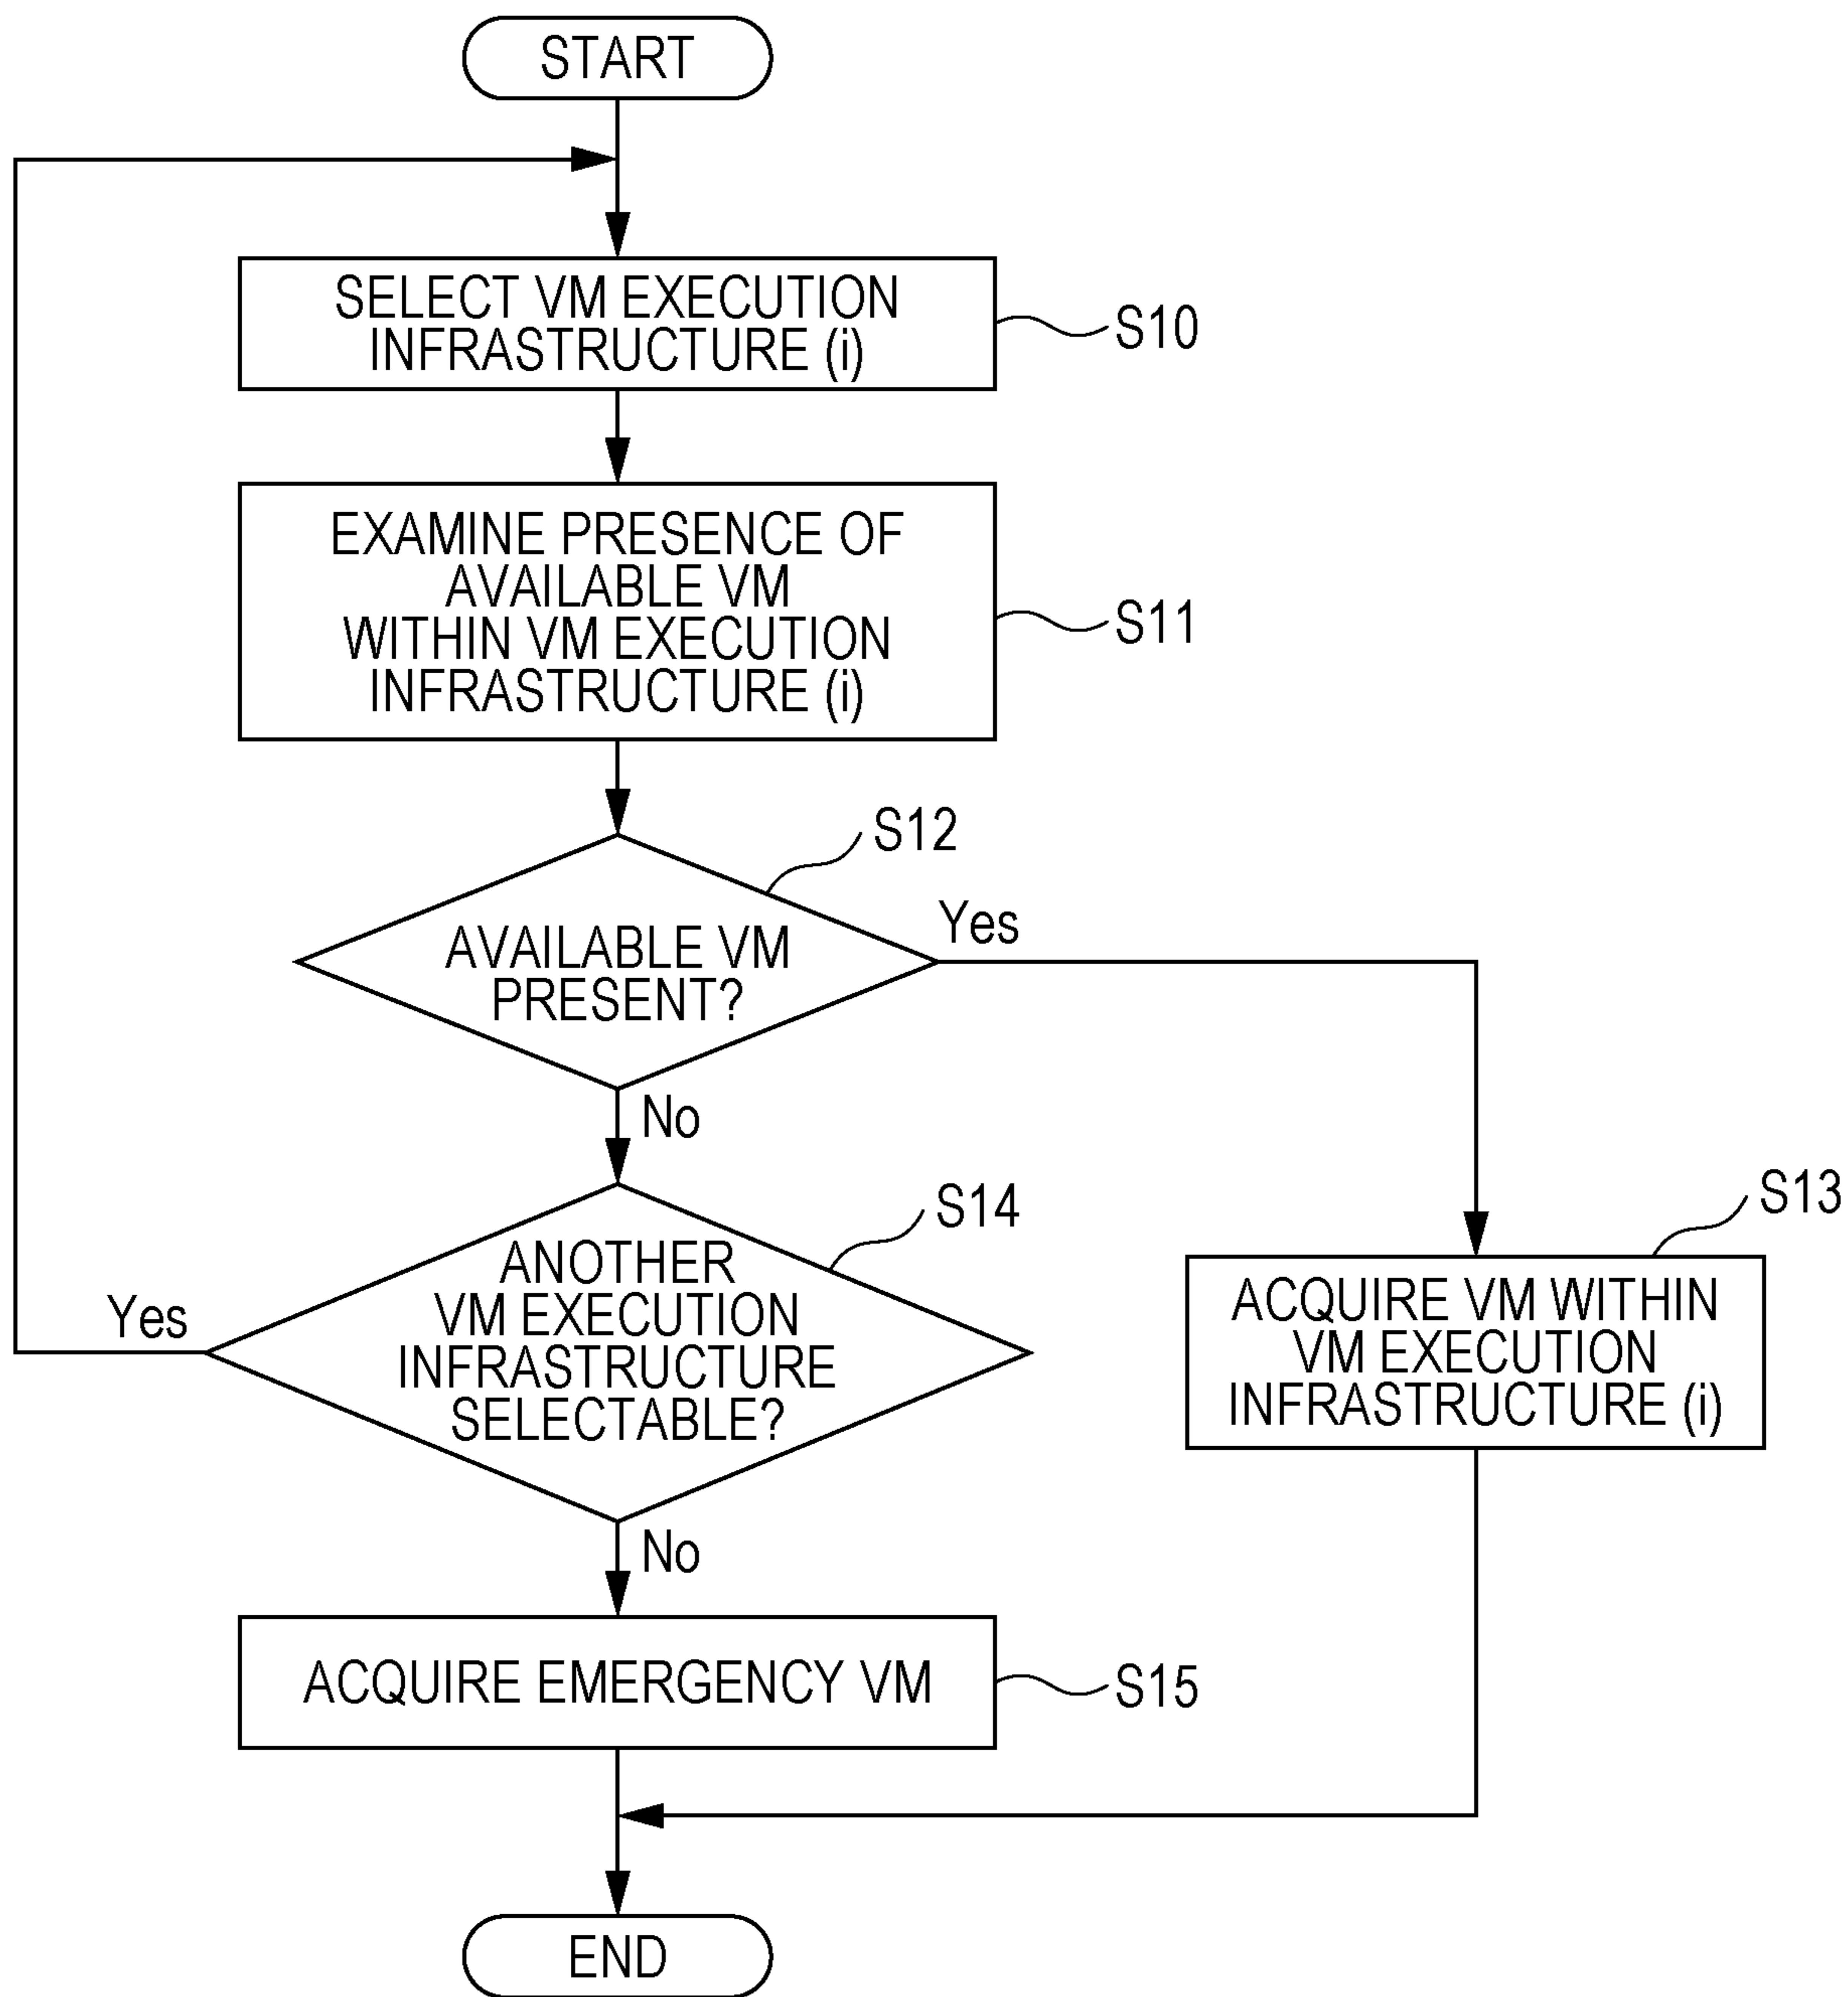 START
SELECT VM EXECUTION
INFRASTRUCTURE (i)
S10
EXAMINE PRESENCE OF
AVAILABLE VM
WITHIN VM EXECUTION
INFRASTRUCTURE (i)
S11
S12
AVAILABLE VM
PRESENT?
Yes
No
S13
ACQUIRE VM WITHIN
VM EXECUTION
INFRASTRUCTURE (i)
S14
ANOTHER
VM EXECUTION
INFRASTRUCTURE
SELECTABLE?
Yes
No
ACQUIRE EMERGENCY VM
S15
END